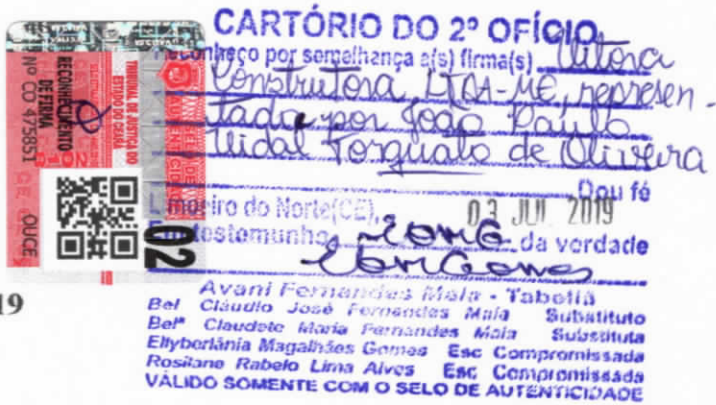 CARTÓRIO DO 2º OFÍCIO
Reconheço por semelhança a(s) firma(s) Vitora
Construtora, LTDA-ME, represen-
tada por João Paulo
Vidal Torquato de Oliveira
Dou fé
Limoeiro do Norte(CE), 03 JUL 2019
Em testemunho da verdade
Avani Fernandes Maia - Tabeliã
Bel Cláudio José Fernandes Maia Substituto
Belª Claudete Maria Fernandes Maia Substituta
Ellyberlânia Magalhães Gomes Esc Compromissada
Rosilane Rabelo Lima Alves Esc Compromissada
VÁLIDO SOMENTE COM O SELO DE AUTENTICIDADE
TRIBUNAL DE JUSTIÇA DO
ESTADO DO CEARÁ
RECONHECIMENTO
DE FIRMA
No CD 475851
OUCE
02
19